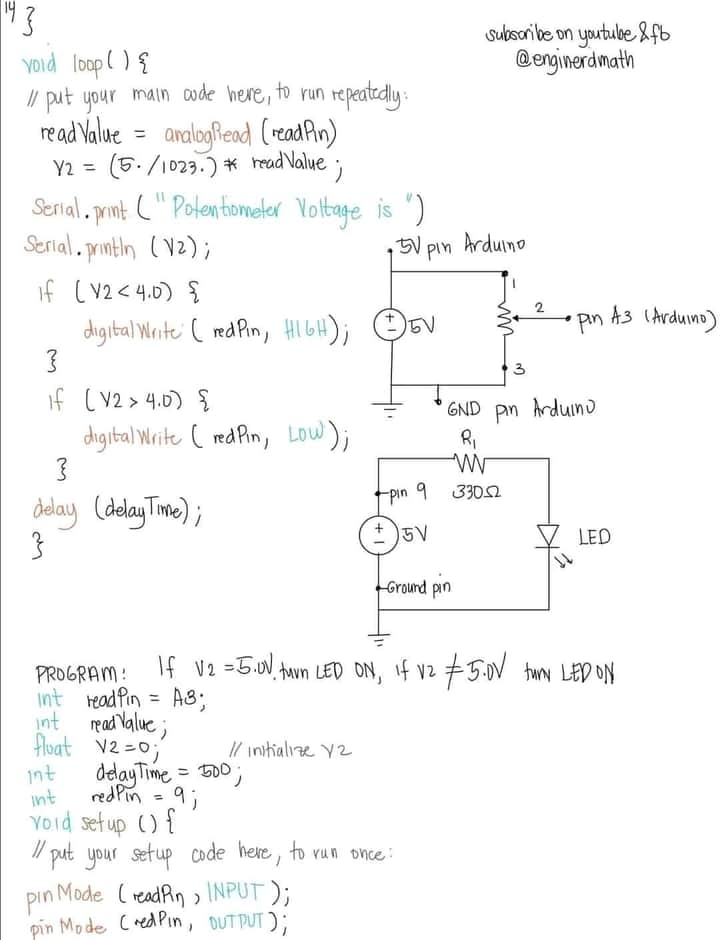 14 }
subscribe on youtube & fb
@enginerdmath
void loop ( ) {
// put your main code here, to run repeatedly:
readValue = analogRead (readPin)
V2 = (5. /1023.) * readValue ;
Serial.print (" Potentiometer Voltage is ")
Serial.println (V2);
if (V2 < 4.0) {
digitalWrite ( redPin, HIGH);
}
if (V2 > 4.0) {
digitalWrite ( redPin, LOW);
}
delay (delayTime);
}
5V pin Arduino
1
+
5V
2
pin A3 (Arduino)
3
GND pin Arduino
R1
pin 9 330Ω
+
5V
LED
Ground pin
PROGRAM: If V2 = 5.0V, turn LED ON, if V2 ≠ 5.0V turn LED ON
int readPin = A3;
int readValue;
float V2 = 0; // initialize V2
int delayTime = 500;
int redPin = 9;
void setup () {
// put your setup code here, to run once:
pinMode (readPin, INPUT);
pinMode (redPin, OUTPUT);